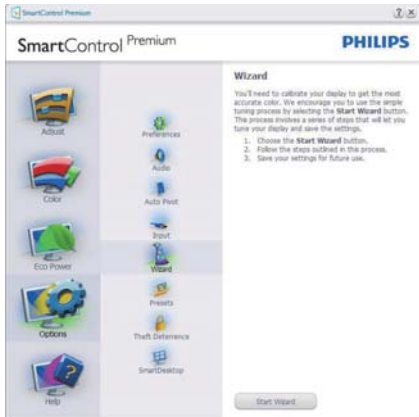 SmartControl Premium
SmartControl Premium
PHILIPS
Adjust
Color
Eco Power
Options
Help
Preferences
Audio
Auto Pivot
Input
Wizard
Presets
Theft Deterrence
SmartDesktop
Wizard
You'll need to calibrate your display to get the most
accurate color. We encourage you to use the simple
tuning process by selecting the Start Wizard button.
This process involves a series of steps that will let you
tune your display and save the settings.
1. Choose the Start Wizard button.
2. Follow the steps outlined in the process.
3. Save your settings for future use.
Start Wizard